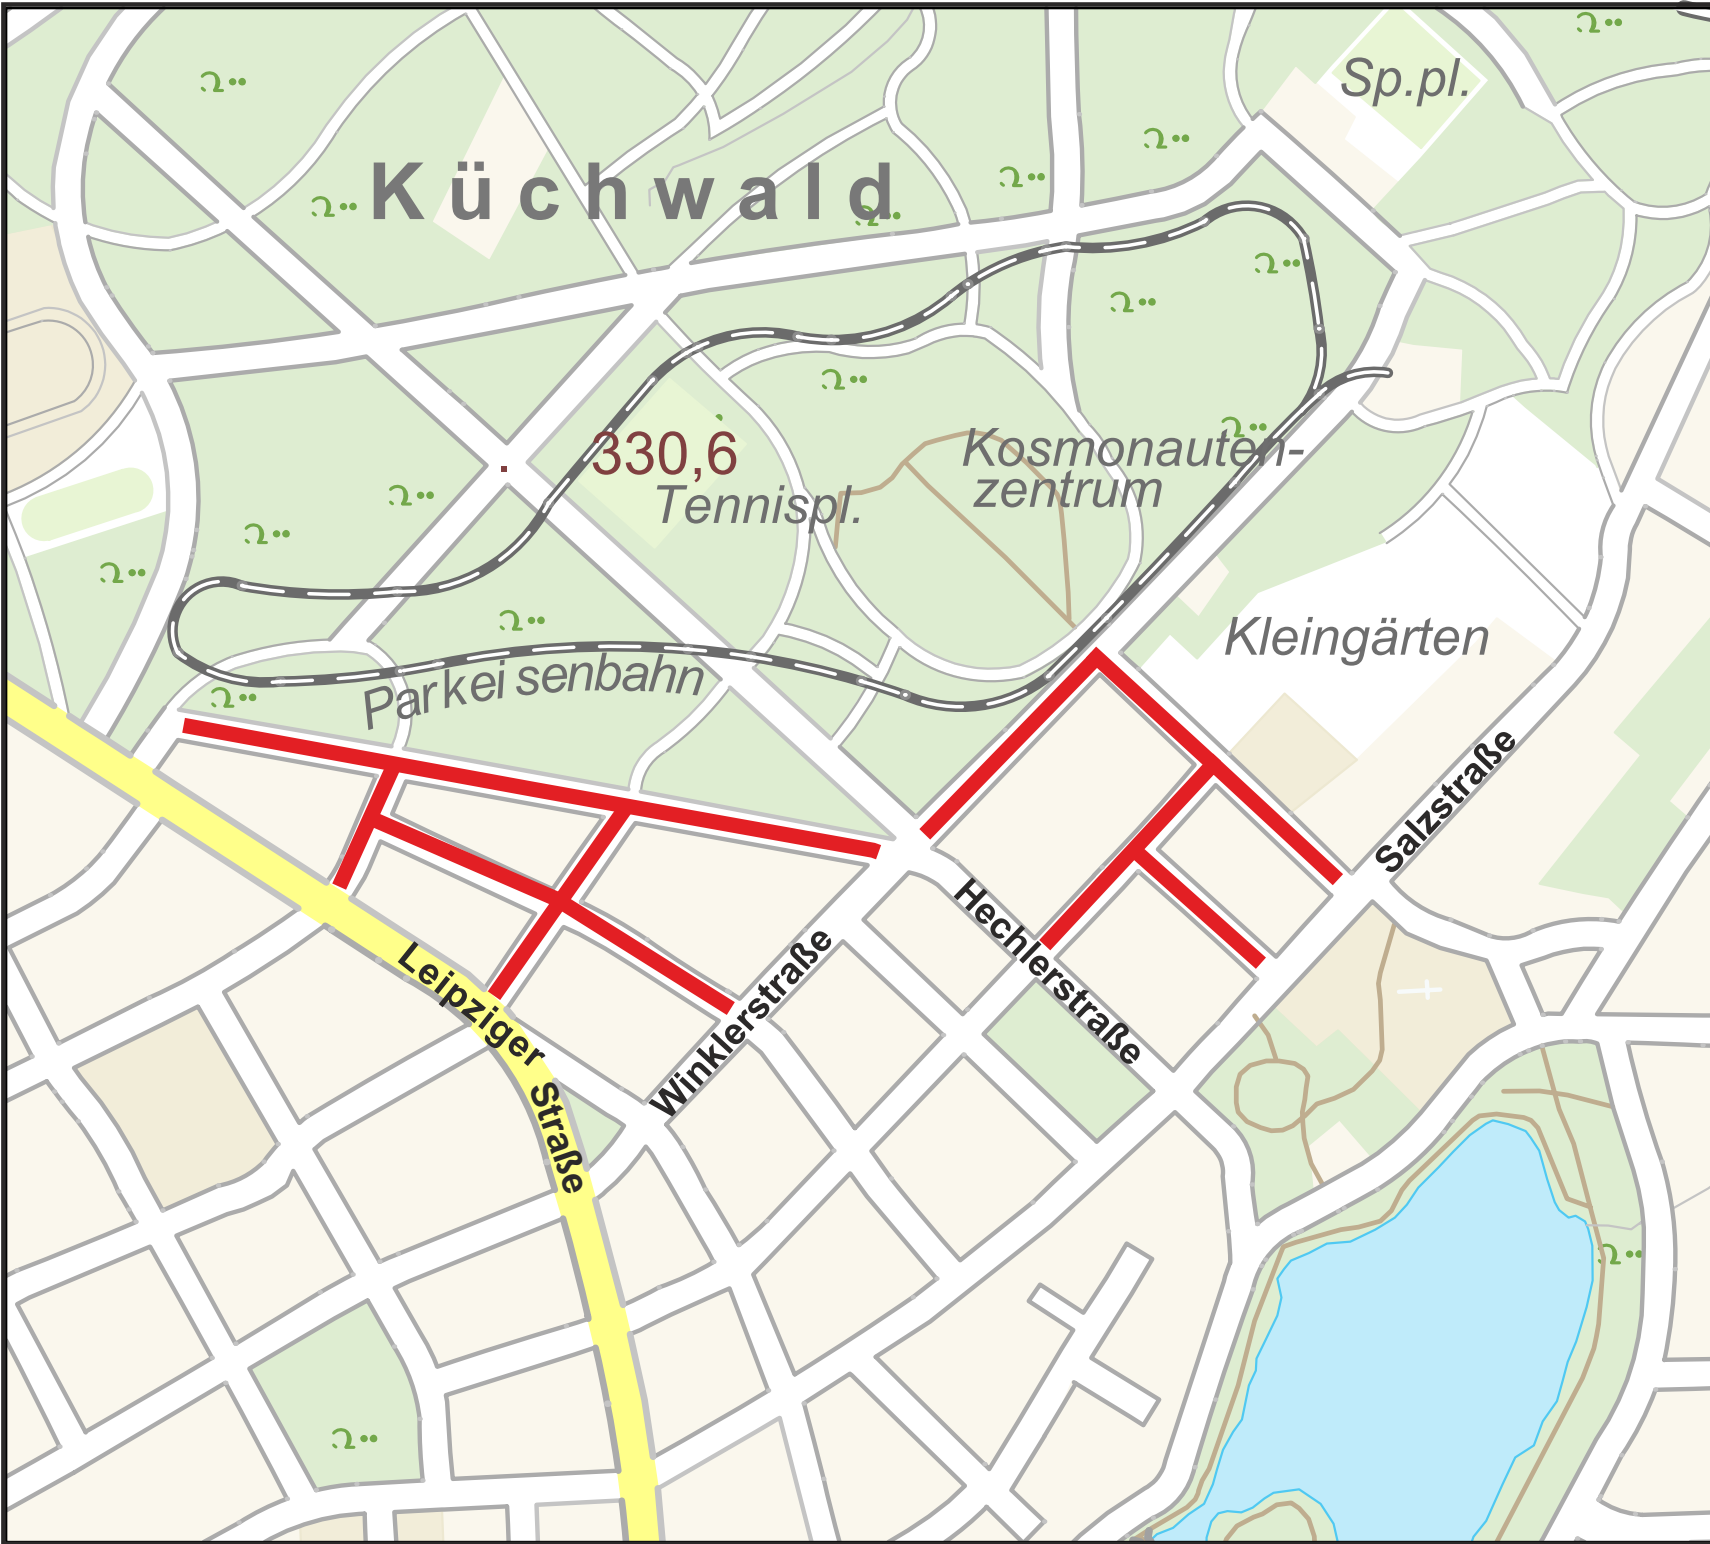 Sp.pl.
Küchwald
330,6
Tennispl.
Kosmonauten-
zentrum
Kleingärten
Parkeisenbahn
Salzstraße
Hechlerstraße
Winklerstraße
Leipziger Straße